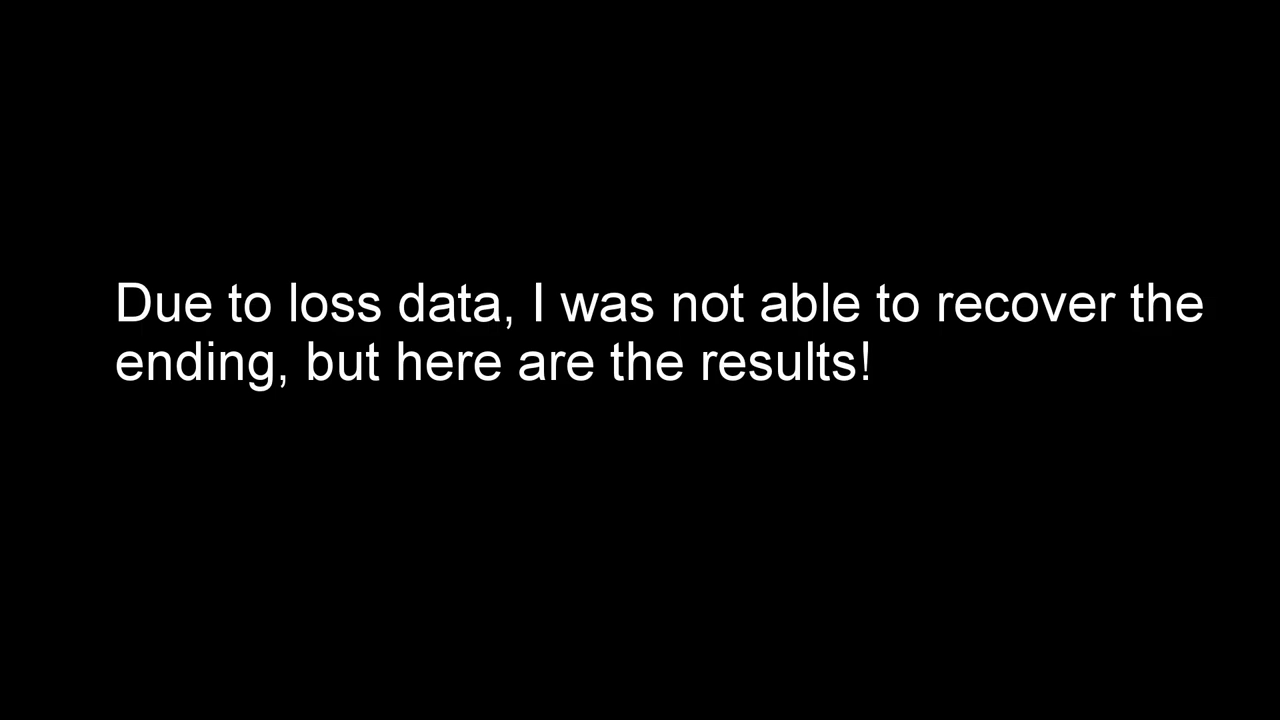 Due to loss data, I was not able to recover the
ending, but here are the results!